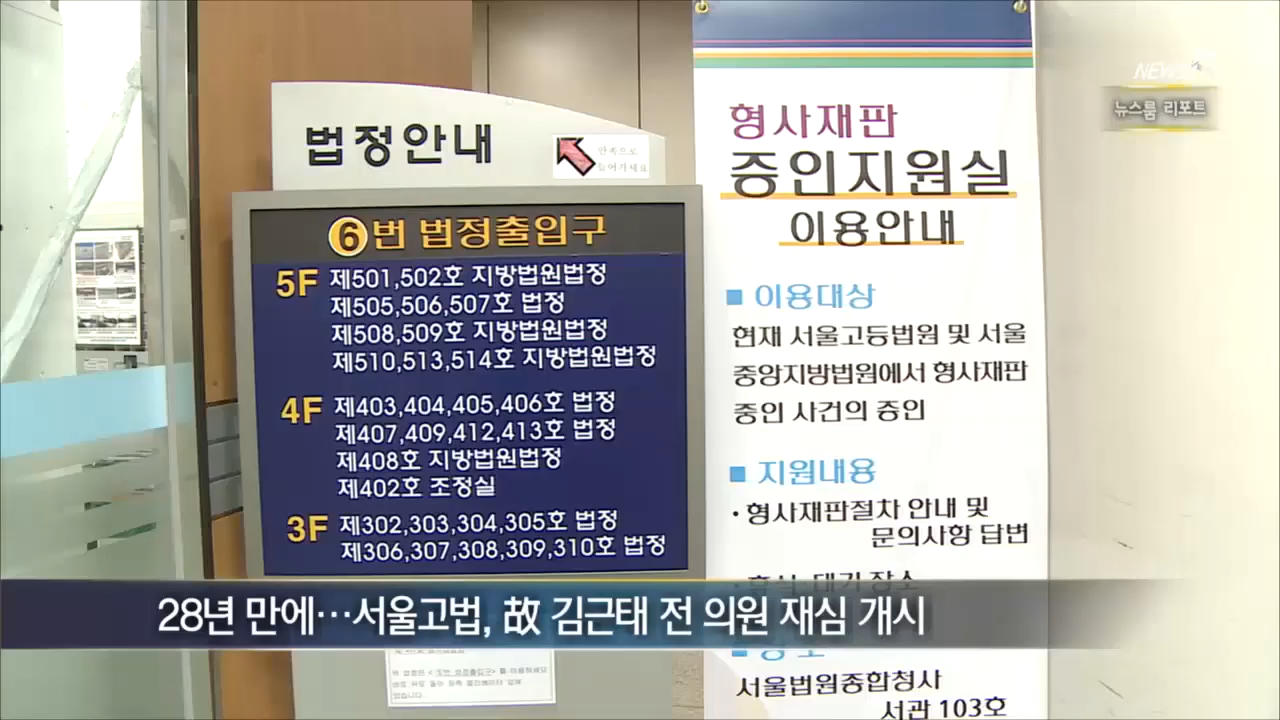 NEWS
뉴스룸 리포트
법정안내
안쪽으로
들어가세요
6번 법정출입구
5F 제501,502호 지방법원법정
제505,506,507호 법정
제508,509호 지방법원법정
제510,513,514호 지방법원법정
4F 제403,404,405,406호 법정
제407,409,412,413호 법정
제408호 지방법원법정
제402호 조정실
3F 제302,303,304,305호 법정
제306,307,308,309,310호 법정
형사재판
증인지원실
이용안내
■ 이용대상
현재 서울고등법원 및 서울
중앙지방법원에서 형사재판
증인 사건의 증인
■ 지원내용
· 형사재판절차 안내 및
문의사항 답변
서울법원종합청사
서관 103호
28년 만에…서울고법, 故 김근태 전 의원 재심 개시